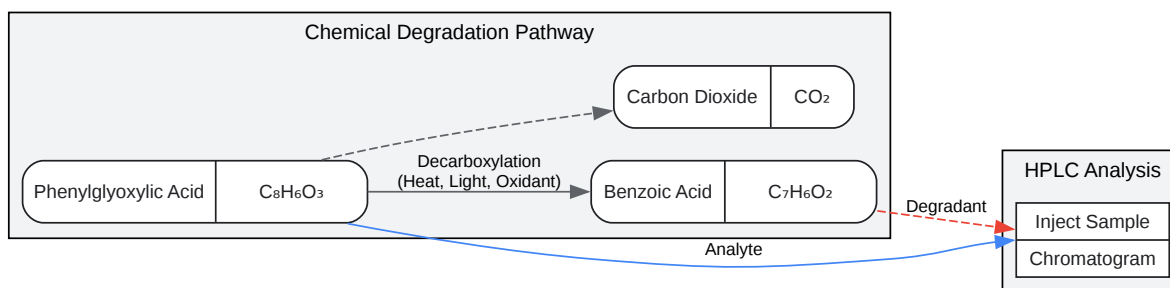 Chemical Degradation Pathway
Carbon Dioxide
CO₂
Phenylglyoxylic Acid
C₈H₆O₃
Decarboxylation
(Heat, Light, Oxidant)
Benzoic Acid
C₇H₆O₂
Degradant
Analyte
HPLC Analysis
Inject Sample
Chromatogram